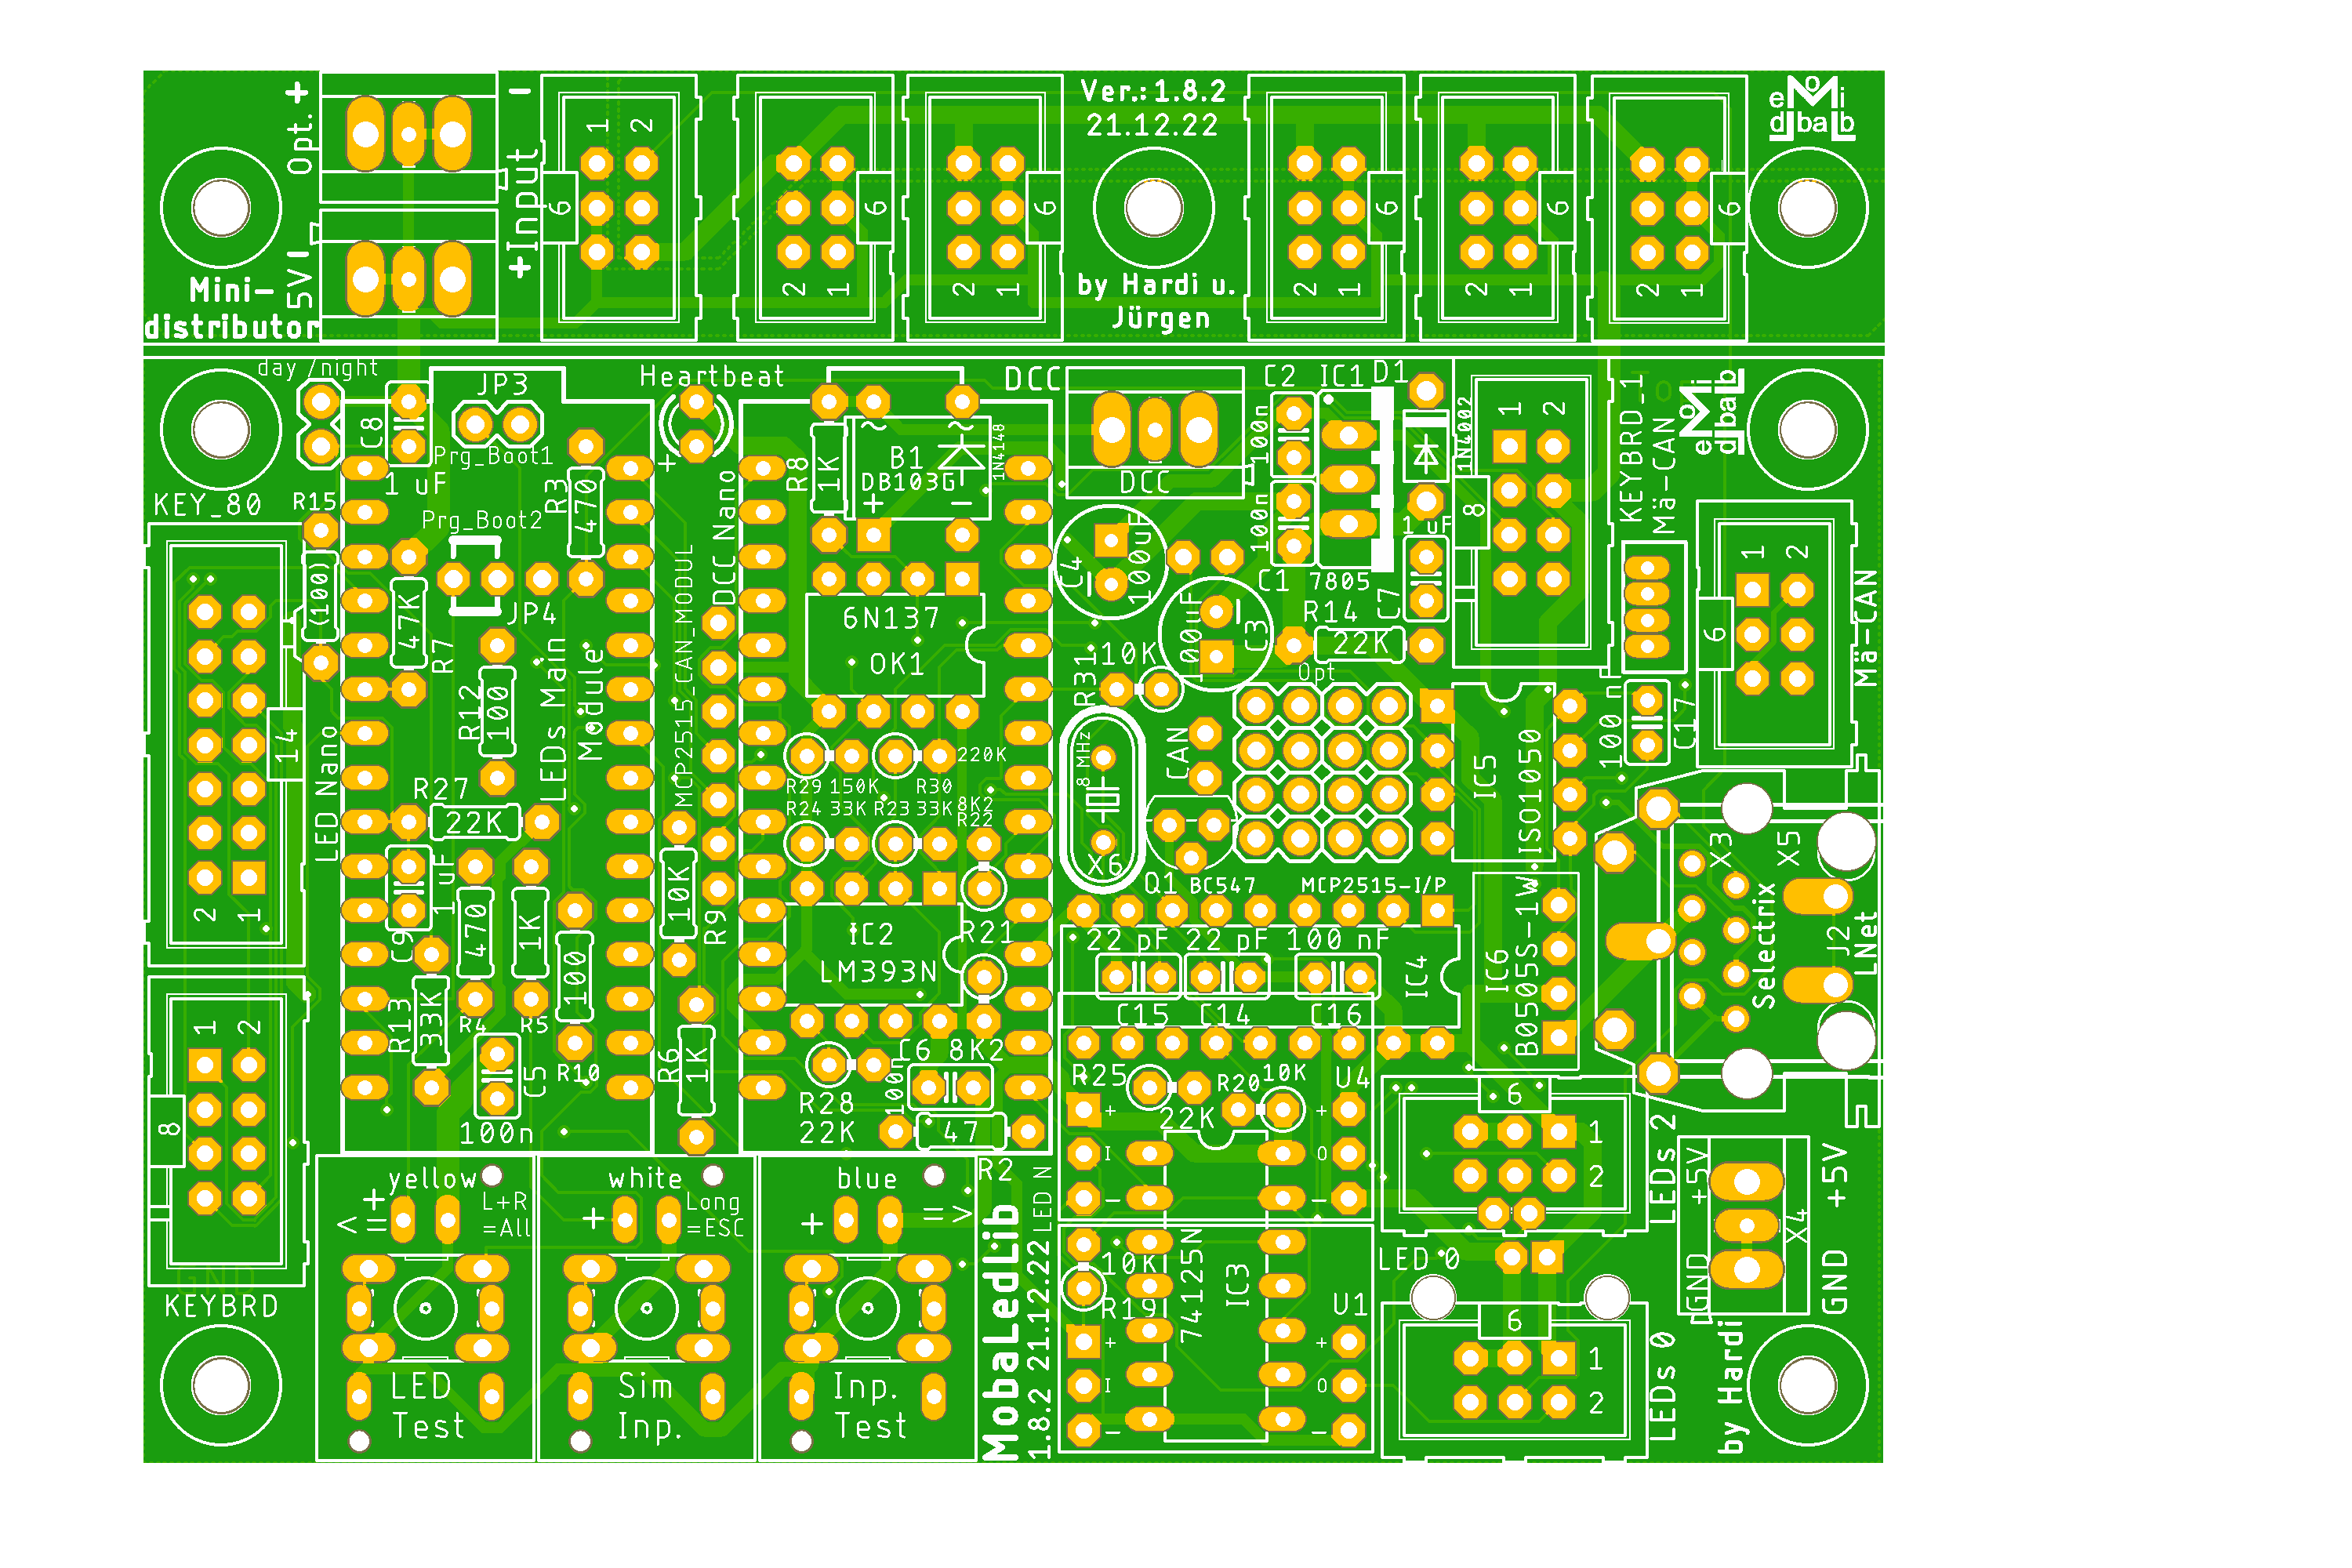 Opt. +
-
+Input
1 2
6
6
6
Ver.: 1.8.2
21.12.22
6
6
6
e M o i
d ba L b
5V -
Mini-
distributor
2 1
2 1
by Hardi u.
Jürgen
2 1
2 1
2 1
day /night
JP3
Heartbeat
DCC
C2
IC1
D1
KEYBRD_1
Mä-CAN
C8
Prg_Boot1
1 uF
R3
470
+
R8
1K
B1
DB103G
+ -
1N4148
DCC
100n
1N4002
1 2
8
KEY_80
R15
Prg_Boot2
(100)
JP4
47K
R7
MCP2515_CAN_MODUL
DCC Nano
C4
100uF
100n
1 uF
C1
7805
C7
1 2
6
Mä-CAN
6N137
OK1
100uF
C3
R14
22K
Opt
R31
10K
14
LED Nano
R12
100
LEDs Main
Module
R27
22K
R29 150K
R30
220K
R24 33K
R23 33K
8K2
R22
8 MHz
X6
CAN
Q1
BC547
MCP2515-I/P
IC5
ISO1050
100 nF
C17
X3
X5
Selectrix
J2
LNet
2 1
C9
1 uF
470
1K
100
10K
R9
IC2
LM393N
R21
22 pF
22 pF
100 nF
C15
C14
C16
IC4
IC6
B0505S-1W
R13
33K
R4
R5
R10
C5
100n
R6
1K
C6
8K2
100n
R28
22K
47
R2
R25
22K
R20
10K
U4
+ +
I O
- -
1 2
8
KEYBRD
GND
6
1
2
LEDs 2
+5V
GND
X4
GND +5V
yellow
+
<=
L+R
=All
white
+
Long
=ESC
blue
+
=>
LED
Test
Sim
Inp.
Inp.
Test
MobaLedLib
1.8.2 21.12.22
LED N
10K
R19
74125N
IC3
U1
+ +
I O
- -
LED 0
6
1
2
LEDs 0
by Hardi